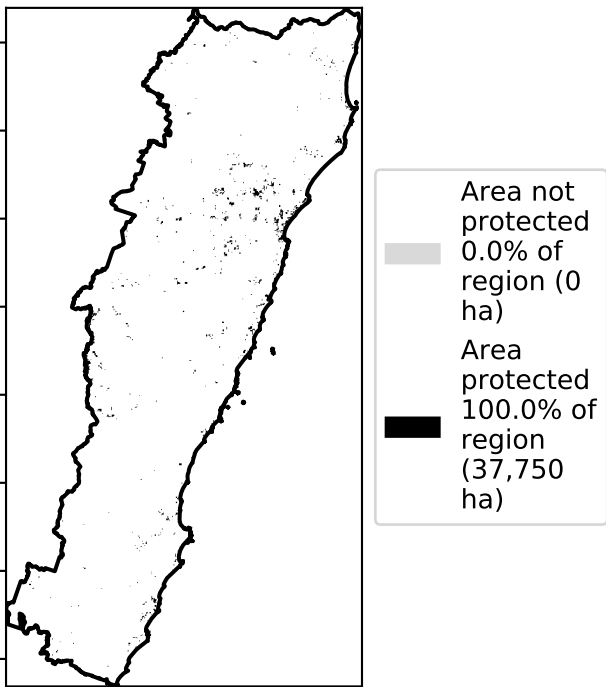 Area not
protected
0.0% of
region (0
ha)
Area
protected
100.0% of
region
(37,750
ha)